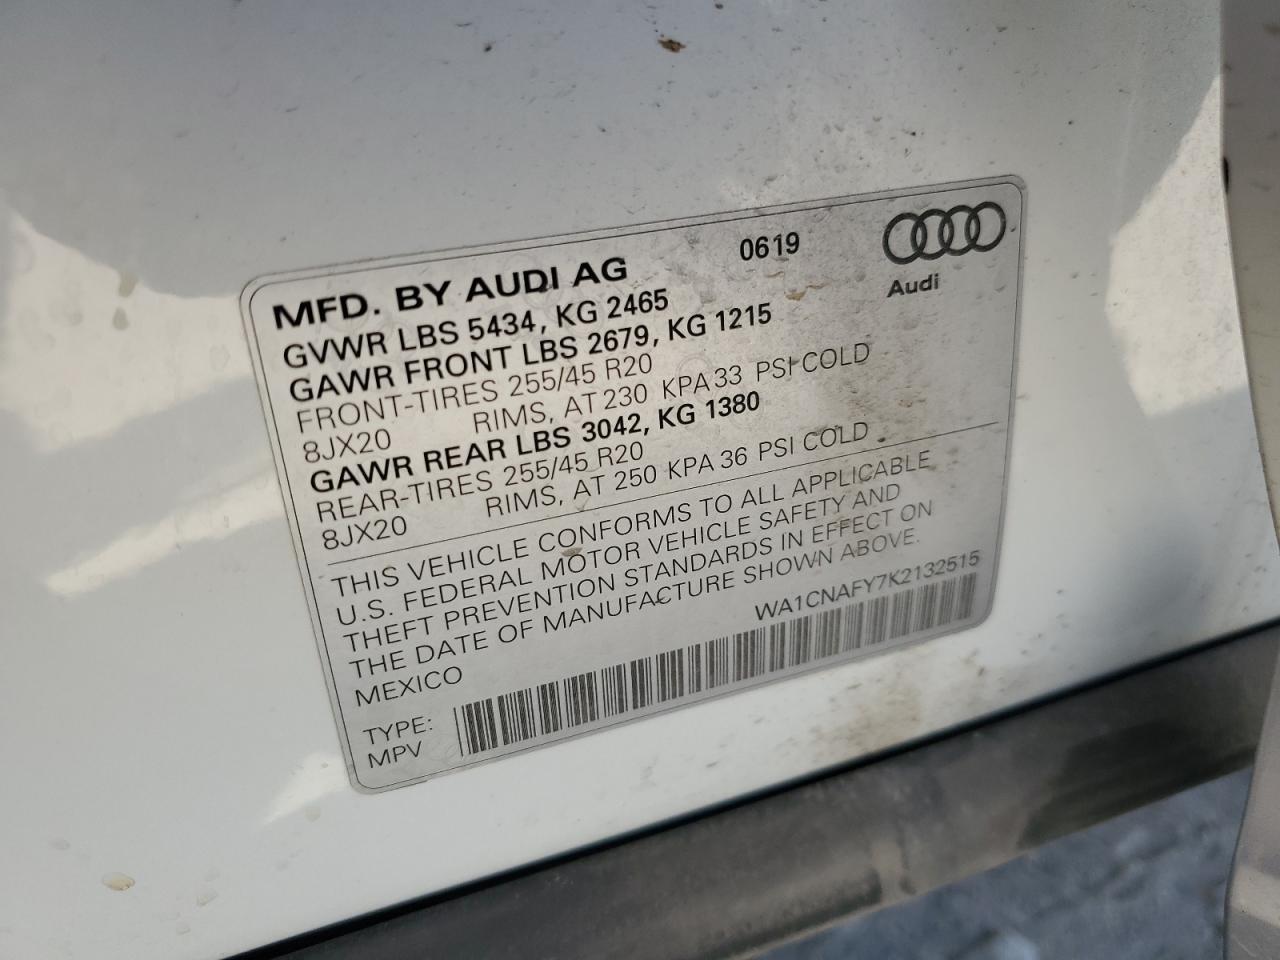 MFD. BY AUDI AG 0619
Audi
GVWR LBS 5434, KG 2465
GAWR FRONT LBS 2679, KG 1215
FRONT-TIRES 255/45 R20
8JX20 RIMS, AT 230 KPA 33 PSI COLD
GAWR REAR LBS 3042, KG 1380
REAR-TIRES 255/45 R20
8JX20 RIMS, AT 250 KPA 36 PSI COLD
THIS VEHICLE CONFORMS TO ALL APPLICABLE
U.S. FEDERAL MOTOR VEHICLE SAFETY AND
THEFT PREVENTION STANDARDS IN EFFECT ON
THE DATE OF MANUFACTURE SHOWN ABOVE.
MEXICO WA1CNAFY7K2132515
TYPE:
MPV